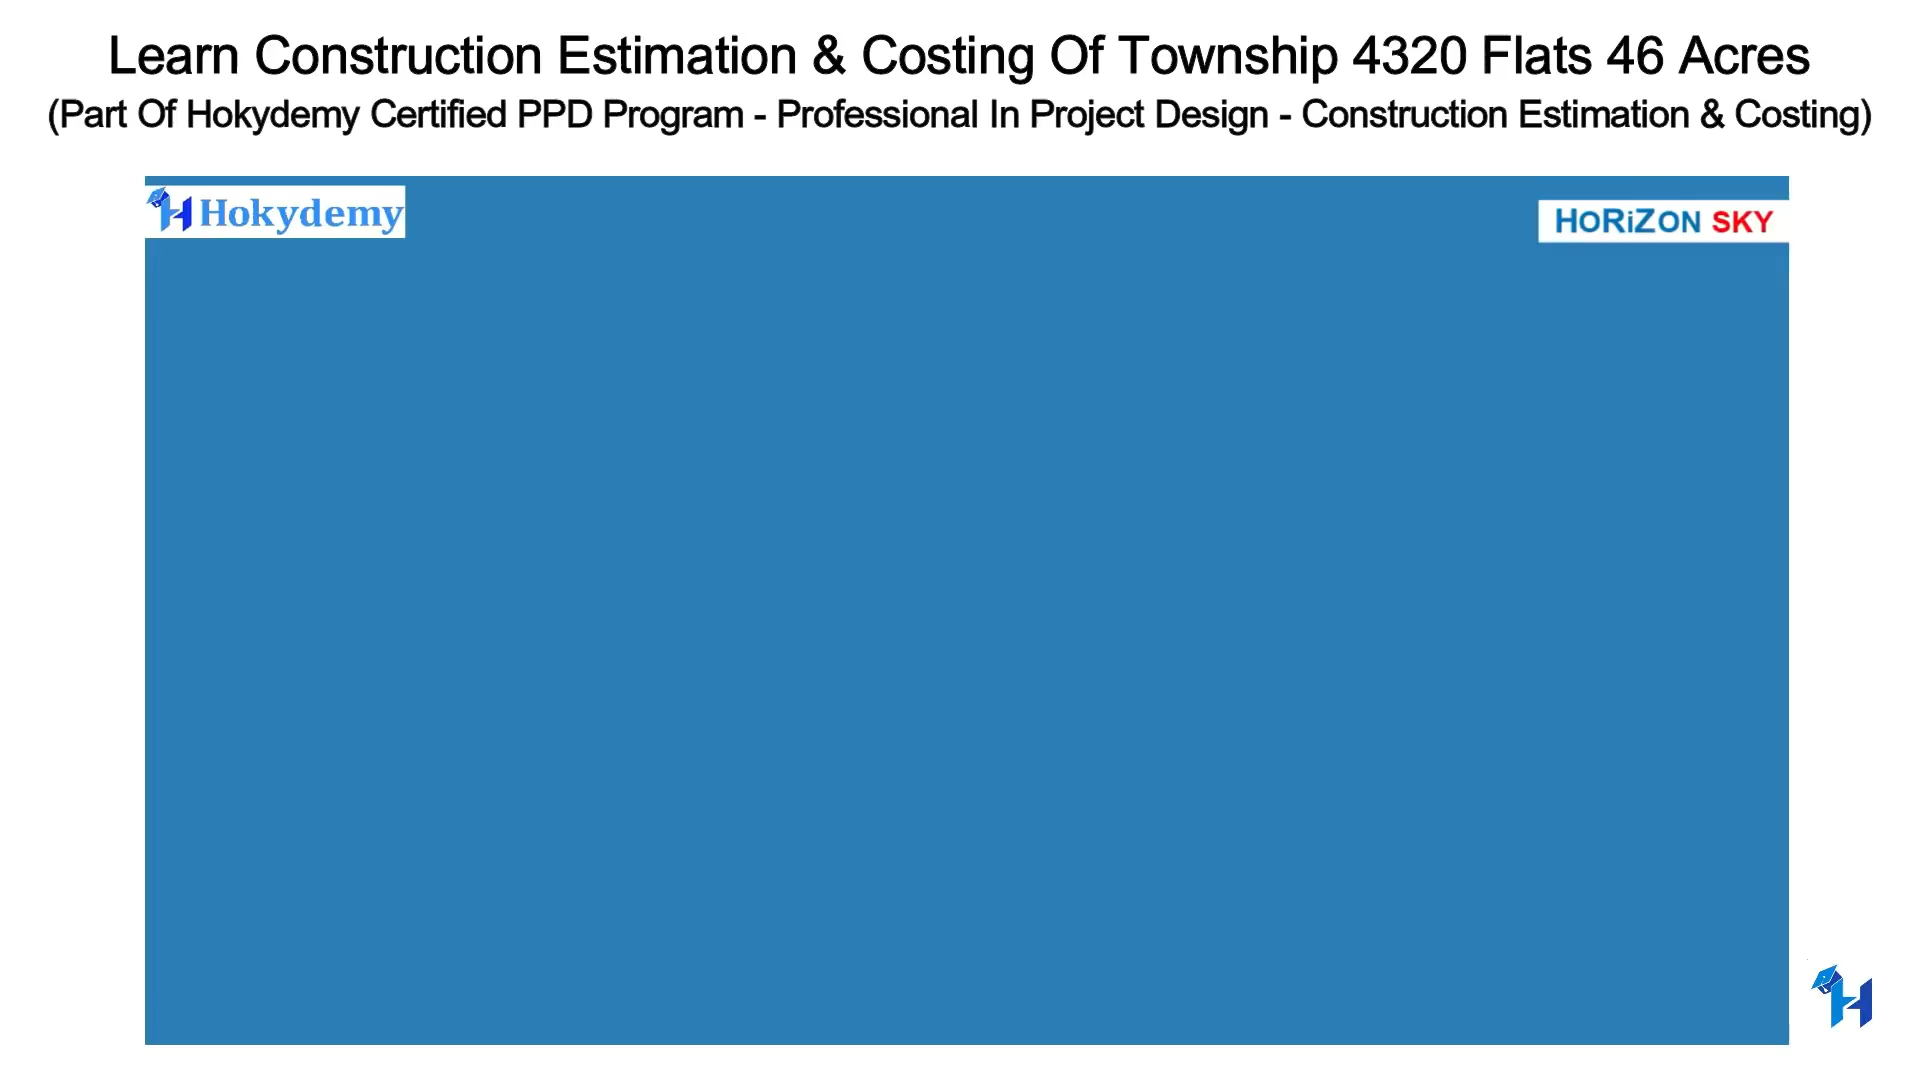 Learn Construction Estimation & Costing Of Township 4320 Flats 46 Acres
(Part Of Hokydemy Certified PPD Program - Professional In Project Design - Construction Estimation & Costing)
Hokydemy
HORiZON SKY